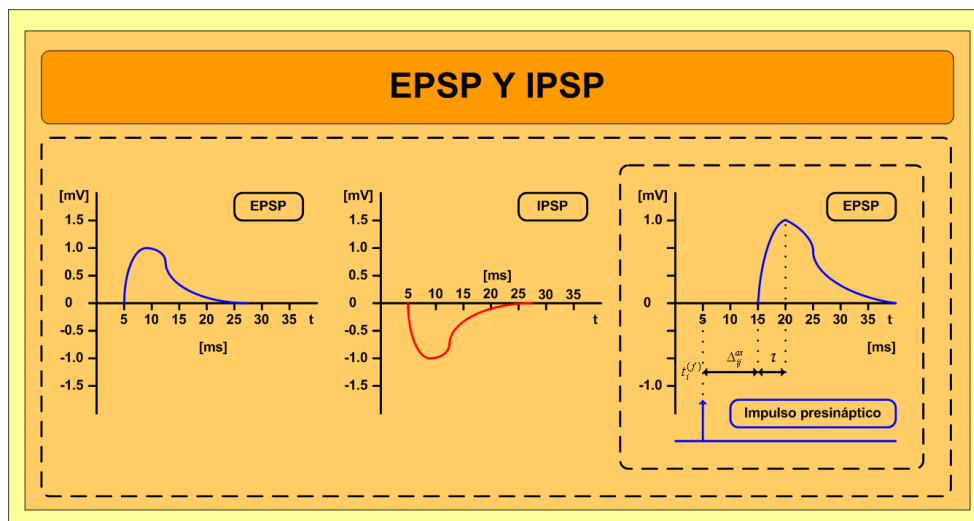 EPSP Y IPSP
[mV]
EPSP
1.5
1.0
0.5
0
5 10 15 20 25 30 35 t
-0.5
[ms]
-1.0
-1.5
[mV]
IPSP
1.5
1.0
0.5
[ms]
5 10 15 20 25 30 35
0
t
-0.5
-1.0
-1.5
[mV]
EPSP
1.0
0
5 10 15 20 25 30 35 t
[ms]
t_i^(f) Δ_ij^ax τ
-1.0
Impulso presináptico